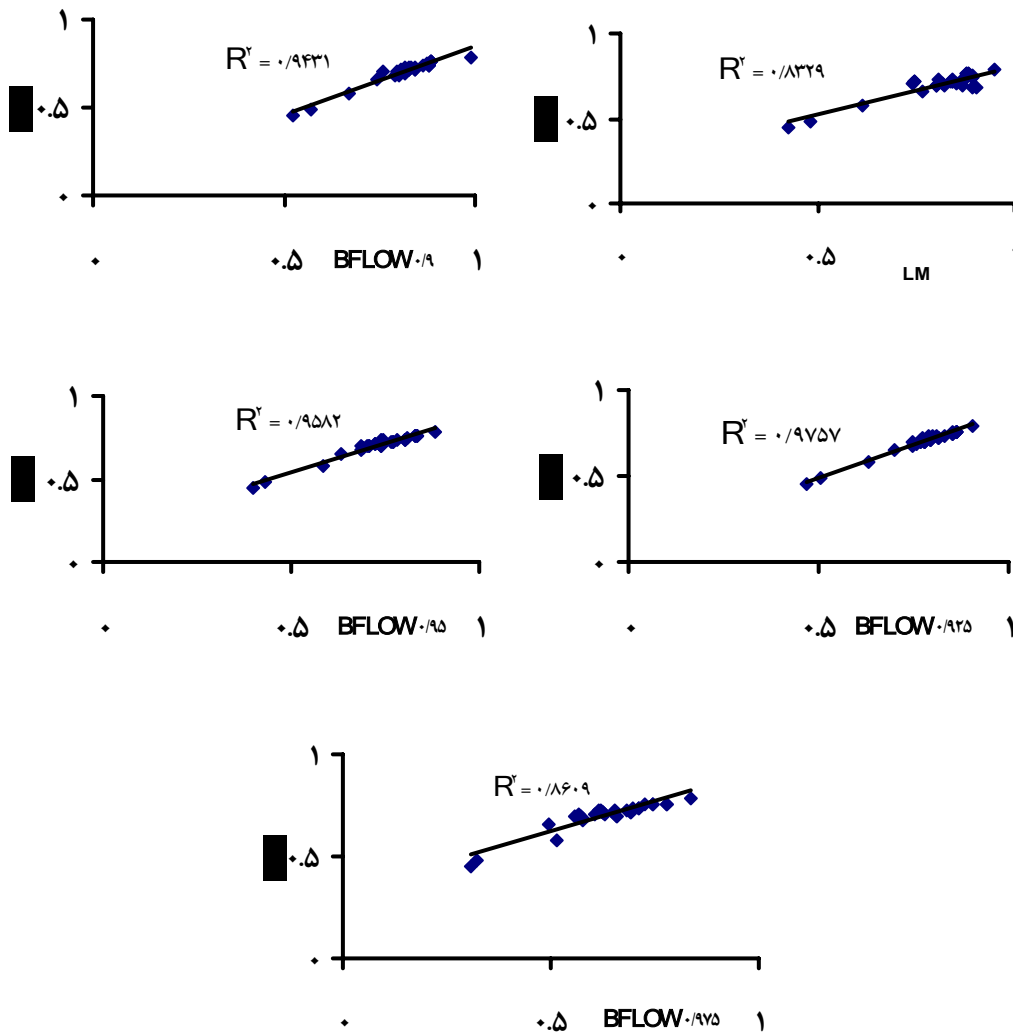 ۱
R۲ = ۰/۹۴۳۱
۰.۵
۰
۰ ۰.۵ BFLOW۰/۹ ۱
۱
R۲ = ۰/۸۳۲۹
۰.۵
۰
۰ ۰.۵
LM
۱
R۲ = ۰/۹۵۸۲
۰.۵
۰
۰ ۰.۵ BFLOW۰/۹۵ ۱
۱
R۲ = ۰/۹۷۵۷
۰.۵
۰
۰ ۰.۵ BFLOW۰/۹۲۵ ۱
۱
R۲ = ۰/۸۶۰۹
۰.۵
۰
۰ ۰.۵ BFLOW۰/۹۷۵ ۱